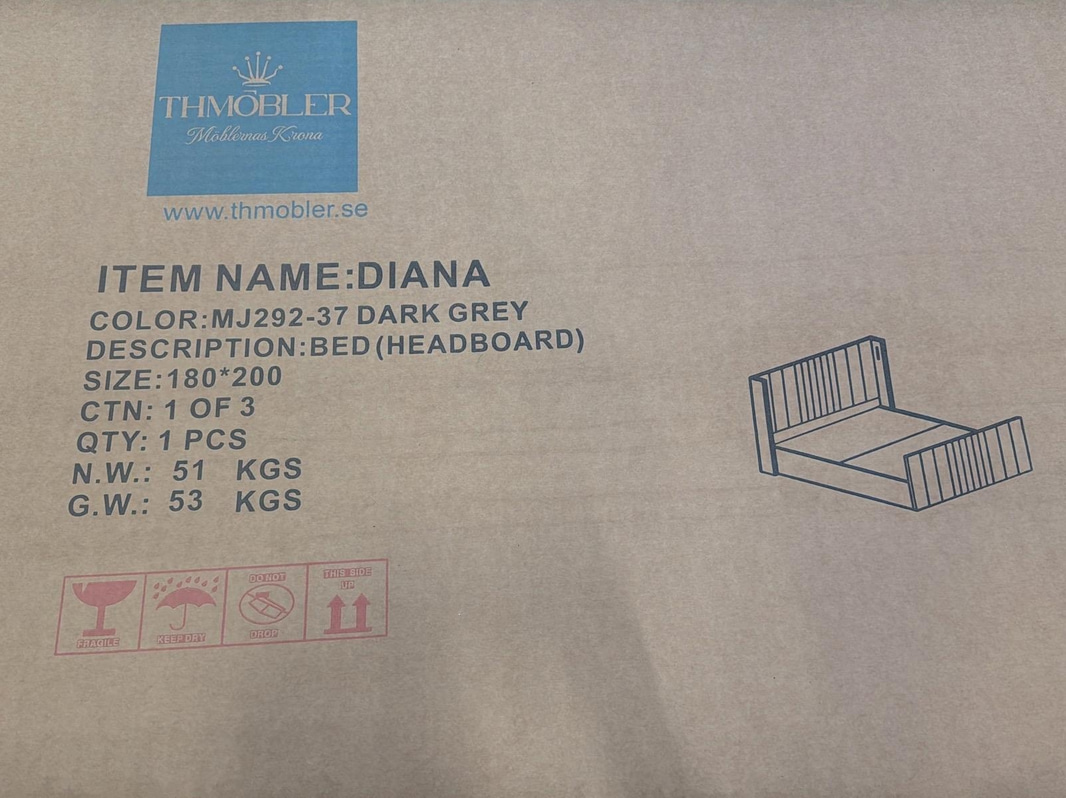 THMÖBLER
Möblernas Krona
www.thmobler.se
ITEM NAME:DIANA
COLOR:MJ292-37 DARK GREY
DESCRIPTION:BED(HEADBOARD)
SIZE:180*200
CTN: 1 OF 3
QTY: 1 PCS
N.W.: 51 KGS
G.W.: 53 KGS
FRAGILE
KEEP DRY
DO NOT
DROP
THIS SIDE
UP